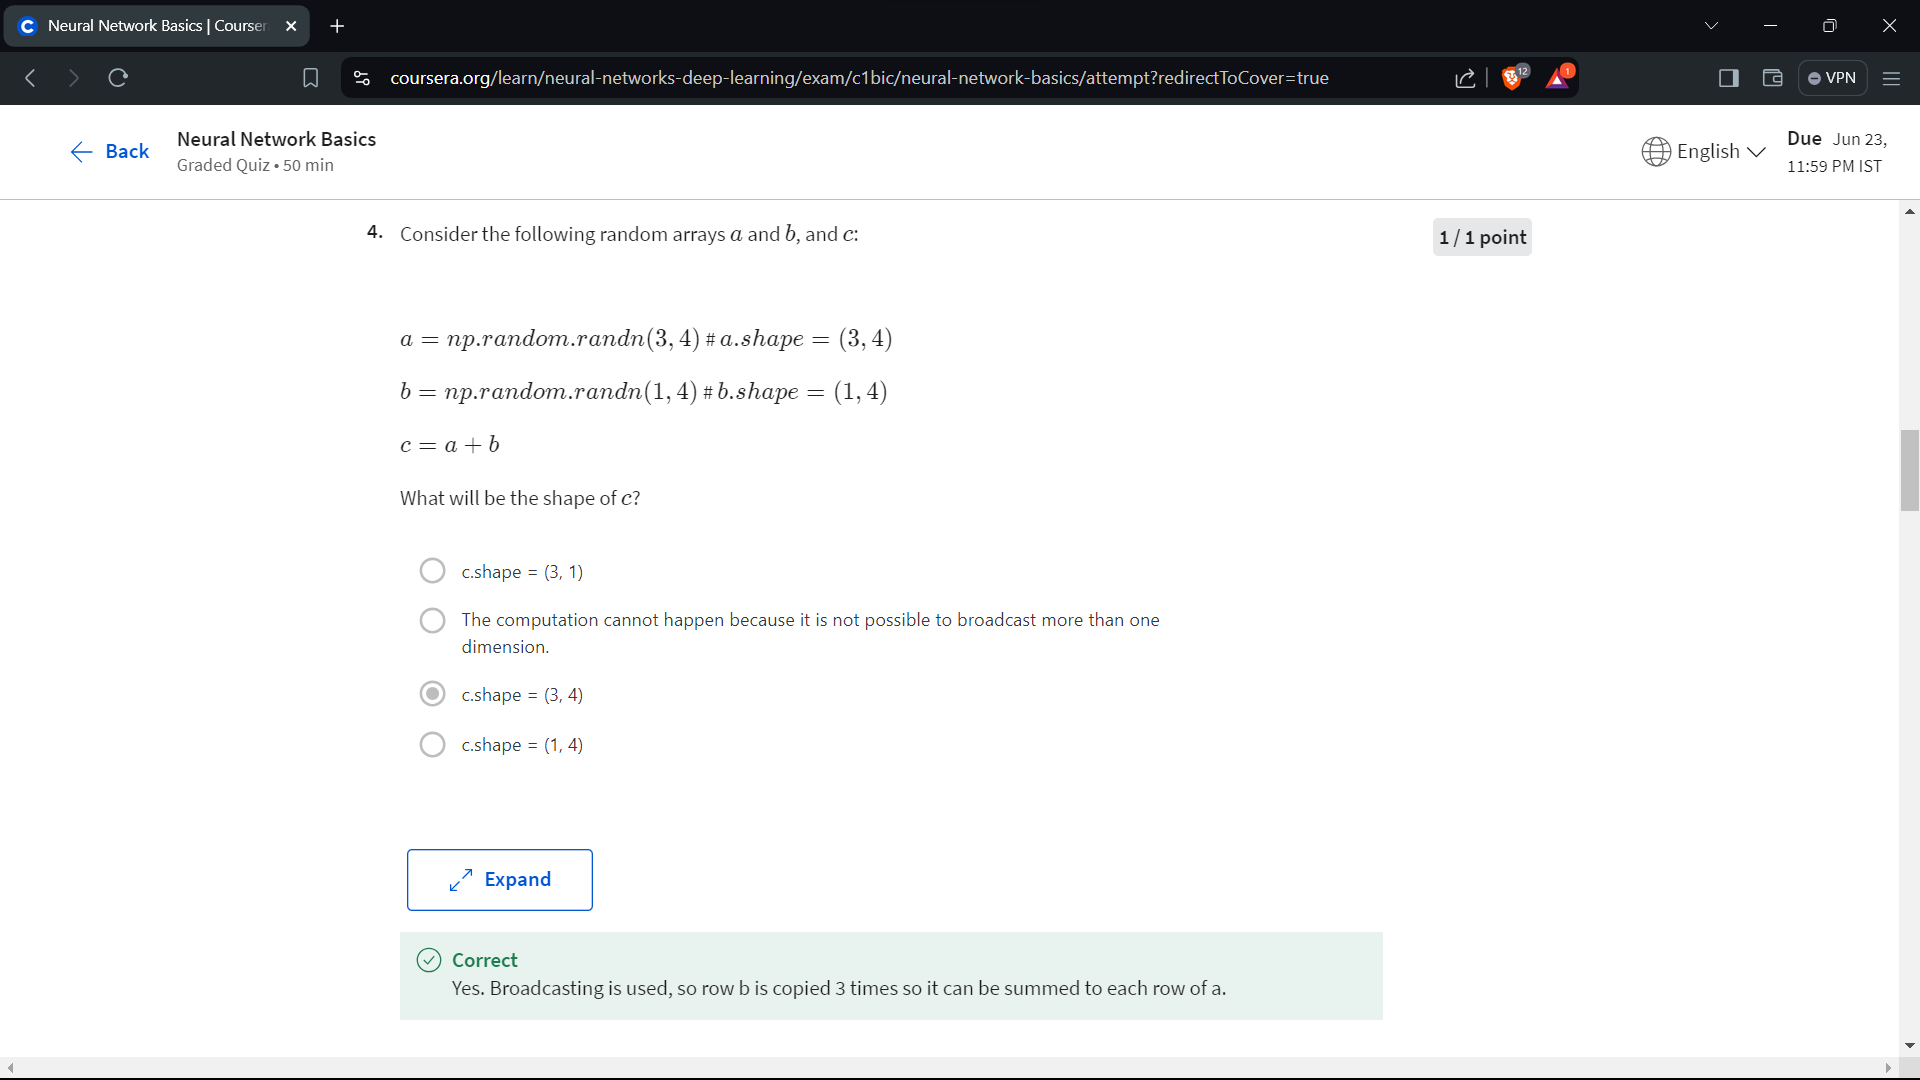 Neural Network Basics | Courser
coursera.org/learn/neural-networks-deep-learning/exam/c1bic/neural-network-basics/attempt?redirectToCover=true
12
1
VPN
Back
Neural Network Basics
Graded Quiz • 50 min
English
Due Jun 23,
11:59 PM IST
4. Consider the following random arrays a and b, and c:
1 / 1 point
a = np.random.randn(3, 4) # a.shape = (3, 4)
b = np.random.randn(1, 4) # b.shape = (1, 4)
c = a + b
What will be the shape of c?
c.shape = (3, 1)
The computation cannot happen because it is not possible to broadcast more than one
dimension.
c.shape = (3, 4)
c.shape = (1, 4)
Expand
Correct
Yes. Broadcasting is used, so row b is copied 3 times so it can be summed to each row of a.